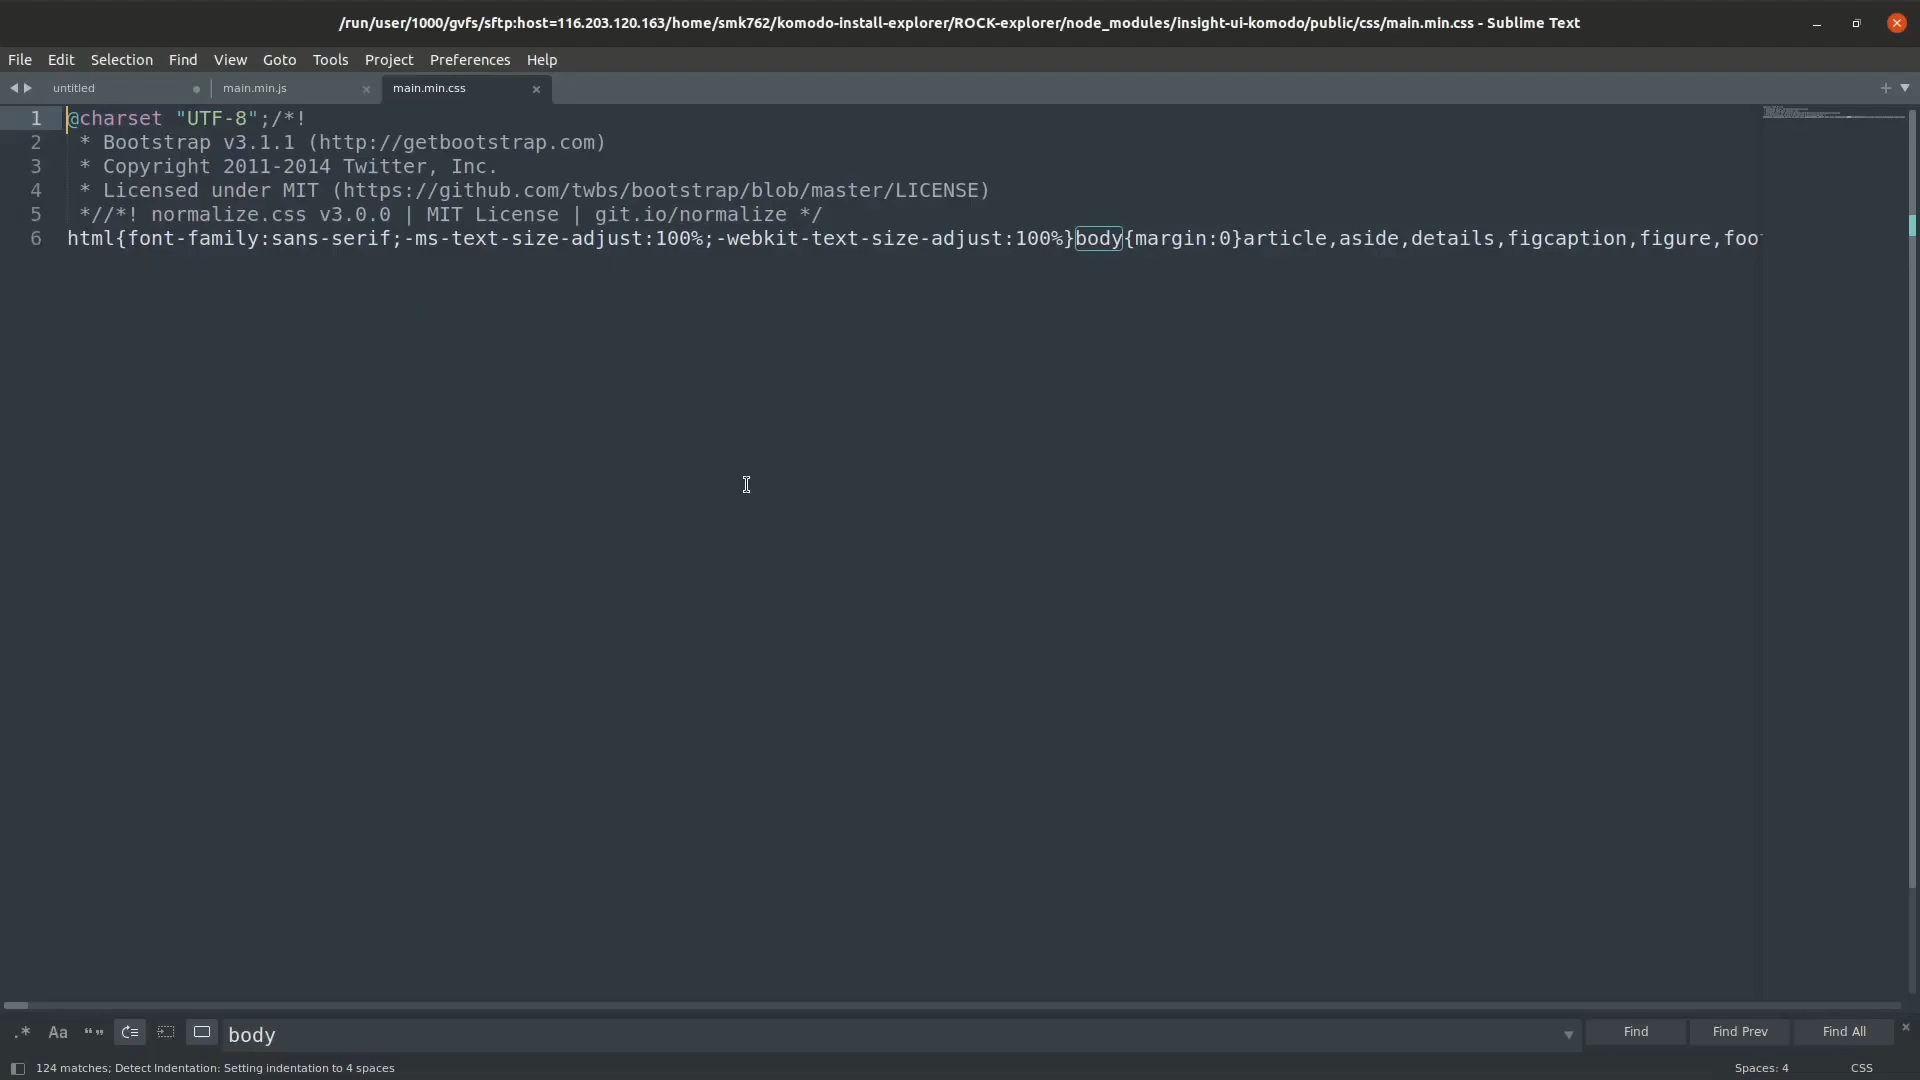 /run/user/1000/gvfs/sftp:host=116.203.120.163/home/smk762/komodo-install-explorer/ROCK-explorer/node_modules/insight-ui-komodo/public/css/main.min.css - Sublime Text
File Edit Selection Find View Goto Tools Project Preferences Help
untitled main.min.js main.min.css
1 @charset "UTF-8";/*!
2  * Bootstrap v3.1.1 (http://getbootstrap.com)
3  * Copyright 2011-2014 Twitter, Inc.
4  * Licensed under MIT (https://github.com/twbs/bootstrap/blob/master/LICENSE)
5  *//*! normalize.css v3.0.0 | MIT License | git.io/normalize */
6 html{font-family:sans-serif;-ms-text-size-adjust:100%;-webkit-text-size-adjust:100%}body{margin:0}article,aside,details,figcaption,figure,foo
.* Aa “” body Find Find Prev Find All
124 matches; Detect Indentation: Setting indentation to 4 spaces Spaces: 4 CSS